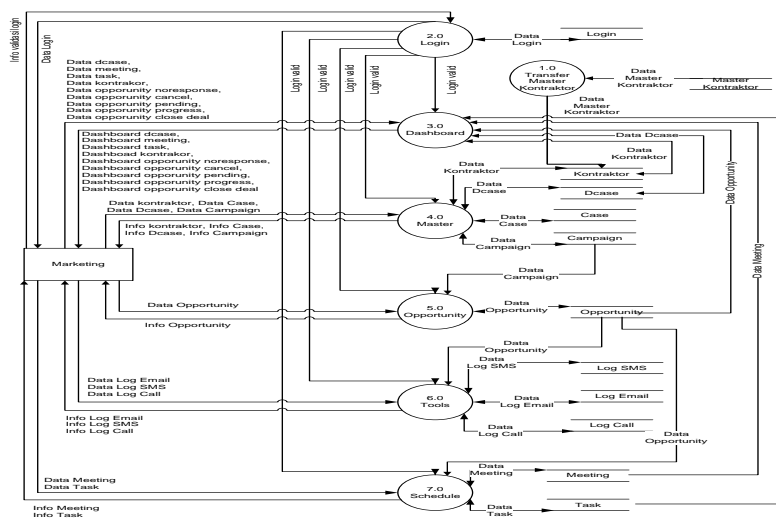 Info validasi login
Data Login
2.0
Login
Data
Login
Login
Login valid
Login valid
Login valid
Login valid
Login valid
1.0
Transfer
Master
Kontraktor
Data
Master
Kontraktor
Master
Kontraktor
Data dcase,
Data meeting,
Data task,
Data kontrakor,
Data opporunity noresponse,
Data opporunity cancel,
Data opporunity pending,
Data opporunity progress,
Data opporunity close deal
Data
Master
Kontraktor
3.0
Dashboard
Data Dcase
Data
Kontraktor
Dashboard dcase,
Dashboard meeting,
Dashboard task,
Dashboad kontrakor,
Dashboard opporunity noresponse,
Dashboard opporunity cancel,
Dashboard opporunity pending,
Dashboard opporunity progress,
Dashboard opporunity close deal
Data
Kontraktor
Kontraktor
Data
Dcase
Dcase
Data kontraktor, Data Case,
Data Dcase, Data Campaign
4.0
Master
Data
Case
Case
Info kontraktor, Info Case,
Info Dcase, Info Campaign
Data
Campaign
Campaign
Data Opportunity
Data Meeting
Marketing
Data
Campaign
Data Opportunity
5.0
Opportunity
Data
Opportunity
Opportunity
Info Opportunity
Data
Opportunity
Data
Log SMS
Log SMS
Data Log Email
Data Log SMS
Data Log Call
6.0
Tools
Data
Log Email
Log Email
Info Log Email
Info Log SMS
Info Log Call
Data
Log Call
Log Call
Data
Opportunity
Data Meeting
Data Task
7.0
Schedule
Data
Meeting
Meeting
Info Meeting
Info Task
Data
Task
Task